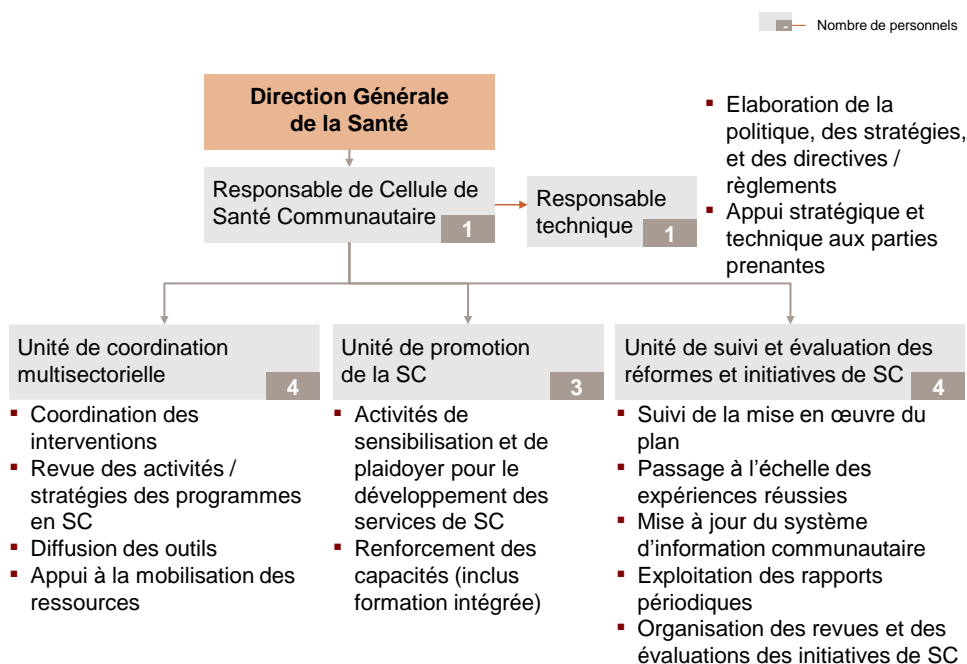 - Nombre de personnels
Direction Générale
de la Santé
Responsable de Cellule de
Santé Communautaire
1
Responsable
technique
1
▪ Elaboration de la
politique, des stratégies,
et des directives /
règlements
▪ Appui stratégique et
technique aux parties
prenantes
Unité de coordination
multisectorielle
4
▪ Coordination des
interventions
▪ Revue des activités /
stratégies des programmes
en SC
▪ Diffusion des outils
▪ Appui à la mobilisation des
ressources
Unité de promotion
de la SC
3
▪ Activités de
sensibilisation et de
plaidoyer pour le
développement des
services de SC
▪ Renforcement des
capacités (inclus
formation intégrée)
Unité de suivi et évaluation des
réformes et initiatives de SC
4
▪ Suivi de la mise en œuvre du
plan
▪ Passage à l’échelle des
expériences réussies
▪ Mise à jour du système
d’information communautaire
▪ Exploitation des rapports
périodiques
▪ Organisation des revues et des
évaluations des initiatives de SC